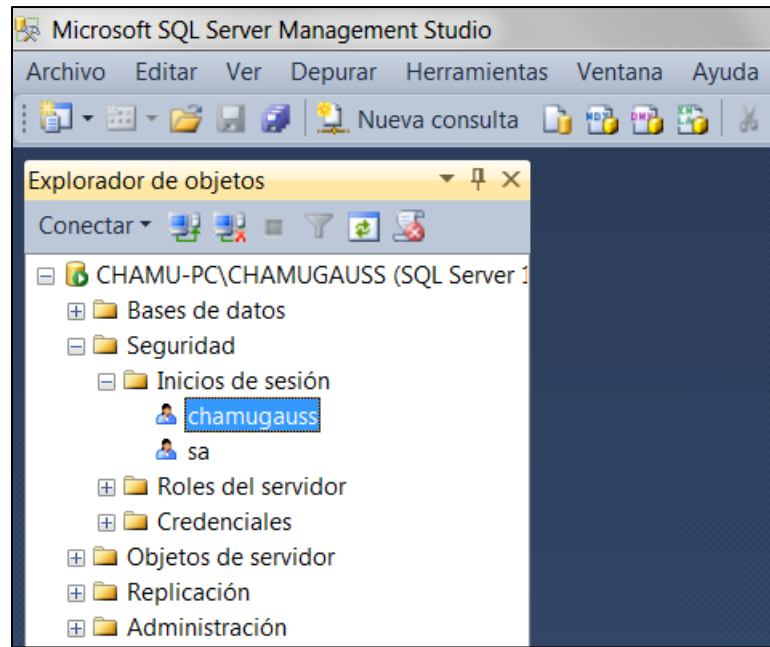 Microsoft SQL Server Management Studio
Archivo Editar Ver Depurar Herramientas Ventana Ayuda
Nueva consulta
Explorador de objetos
Conectar
CHAMU-PC\CHAMUGAUSS (SQL Server 1
Bases de datos
Seguridad
Inicios de sesión
chamugauss
sa
Roles del servidor
Credenciales
Objetos de servidor
Replicación
Administración